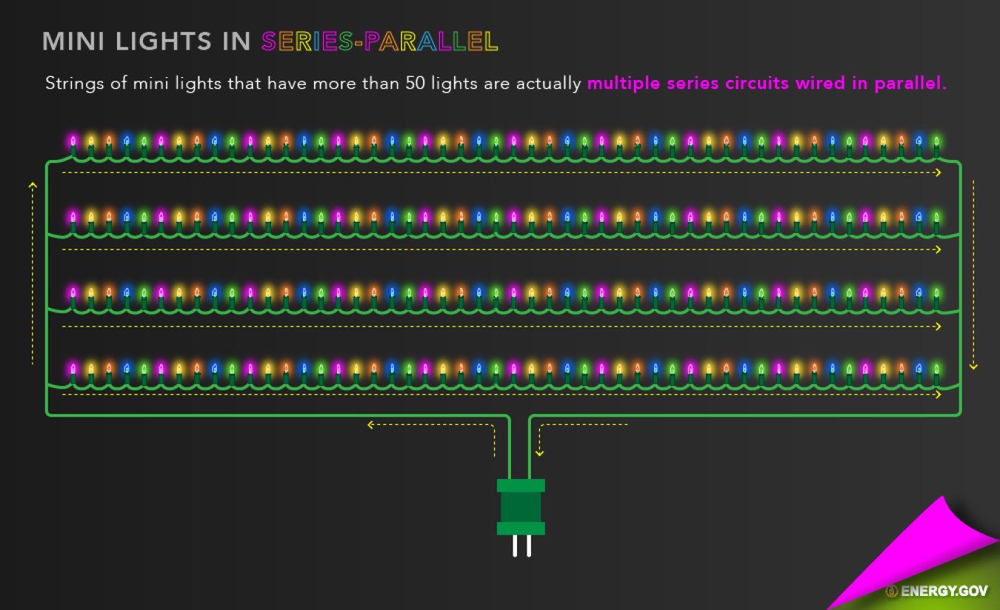 MINI LIGHTS IN SERIES-PARALLEL
Strings of mini lights that have more than 50 lights are actually multiple series circuits wired in parallel.
ENERGY.GOV